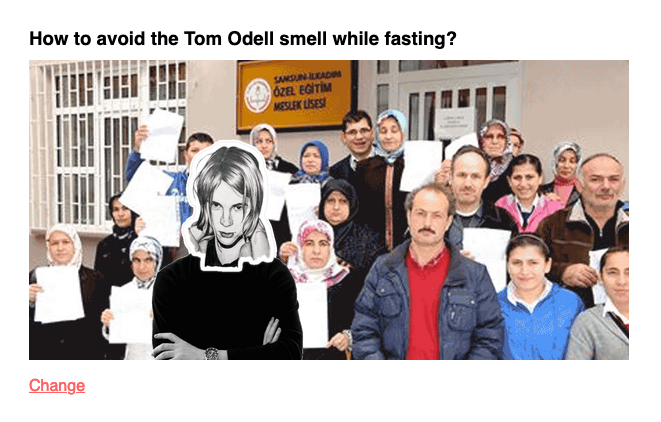 How to avoid the Tom Odell smell while fasting?
SAMSUN-İLKADIM
ÖZEL EĞİTİM
MESLEK LİSESİ
Change